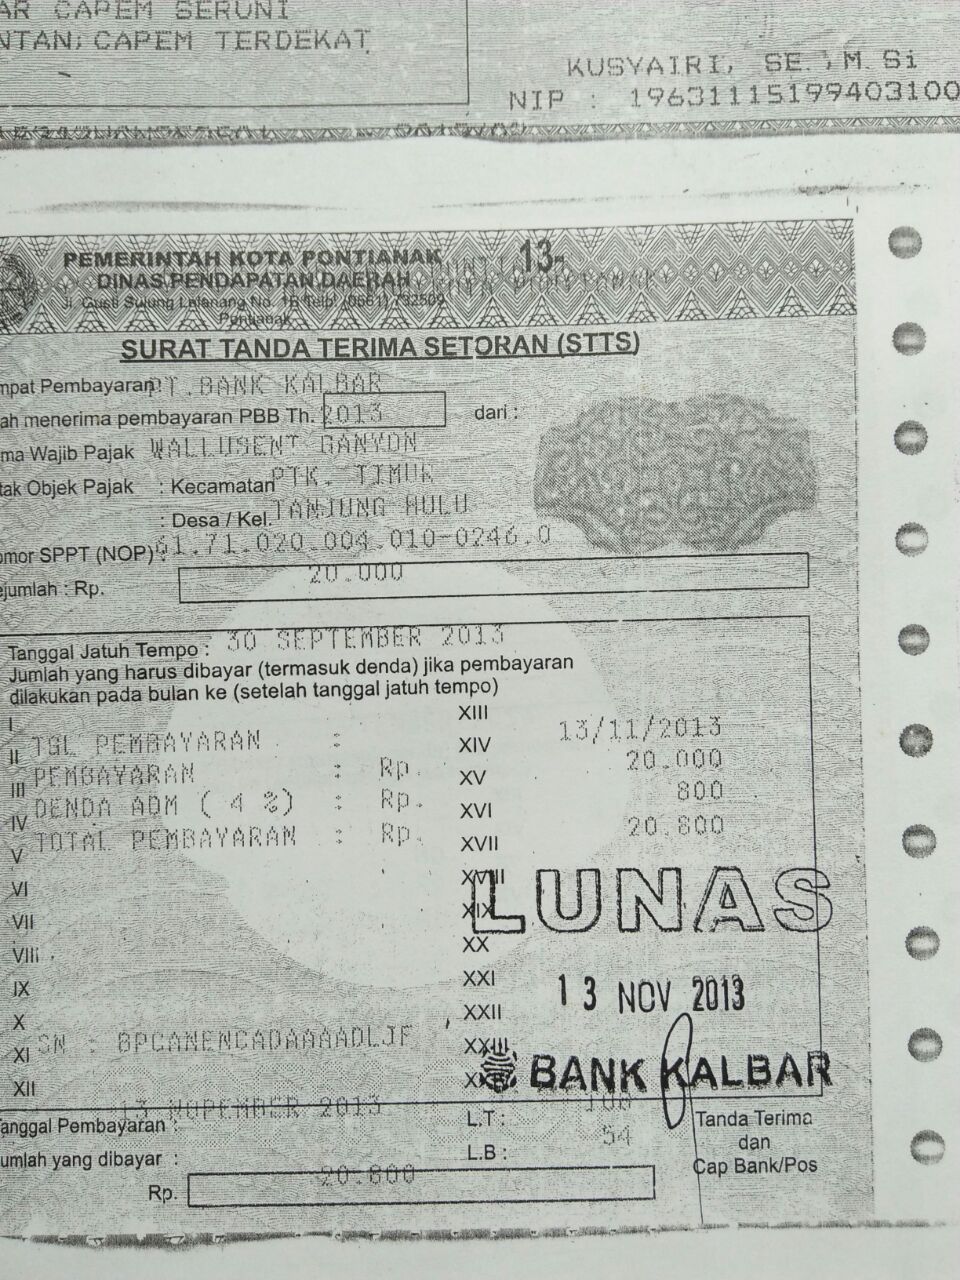 AR CAPEM SERUNI
NTAN, CAPEM TERDEKAT
KUSYAIRI, SE.,M.Si
NIP : 19631115199403100
PEMERINTAH KOTA PONTIANAK
13-
DINAS PENDAPATAN DAERAH
Jl. Gusti Sulung Lelanang No. 1B Telp. (0561) 732509
Pontianak
SURAT TANDA TERIMA SETORAN (STTS)
mpat Pembayaran PT. BANK KALBAR
ah menerima pembayaran PBB Th. 2013 dari :
ma Wajib Pajak WALLUSENT BANYON
tak Objek Pajak : Kecamatan PTK. TIMUR
: Desa / Kel. TANJUNG HULU
omor SPPT (NOP) : 61.71.020.004.010-0246.0
ejumlah : Rp. 20.000
Tanggal Jatuh Tempo : 30 SEPTEMBER 2013
Jumlah yang harus dibayar (termasuk denda) jika pembayaran
dilakukan pada bulan ke (setelah tanggal jatuh tempo)
I XIII
TGL PEMBAYARAN : 13/11/2013
II XIV
PEMBAYARAN : Rp. 20.000
III XV
DENDA ADM ( 4 %) : Rp. 800
IV XVI
TOTAL PEMBAYARAN : Rp. 20.800
V XVII
VI XVIII
LUNAS
VII XIX
VIII XX
IX XXI
13 NOV 2013
X XXII
SN : BPCANENCADAAAADLJF
XI XXIII
XII
BANK KALBAR
13 NOPEMBER 2013
Tanggal Pembayaran :
L.T : 108
Tanda Terima
dan
Cap Bank/Pos
L.B : 54
umlah yang dibayar :
Rp. 20.800